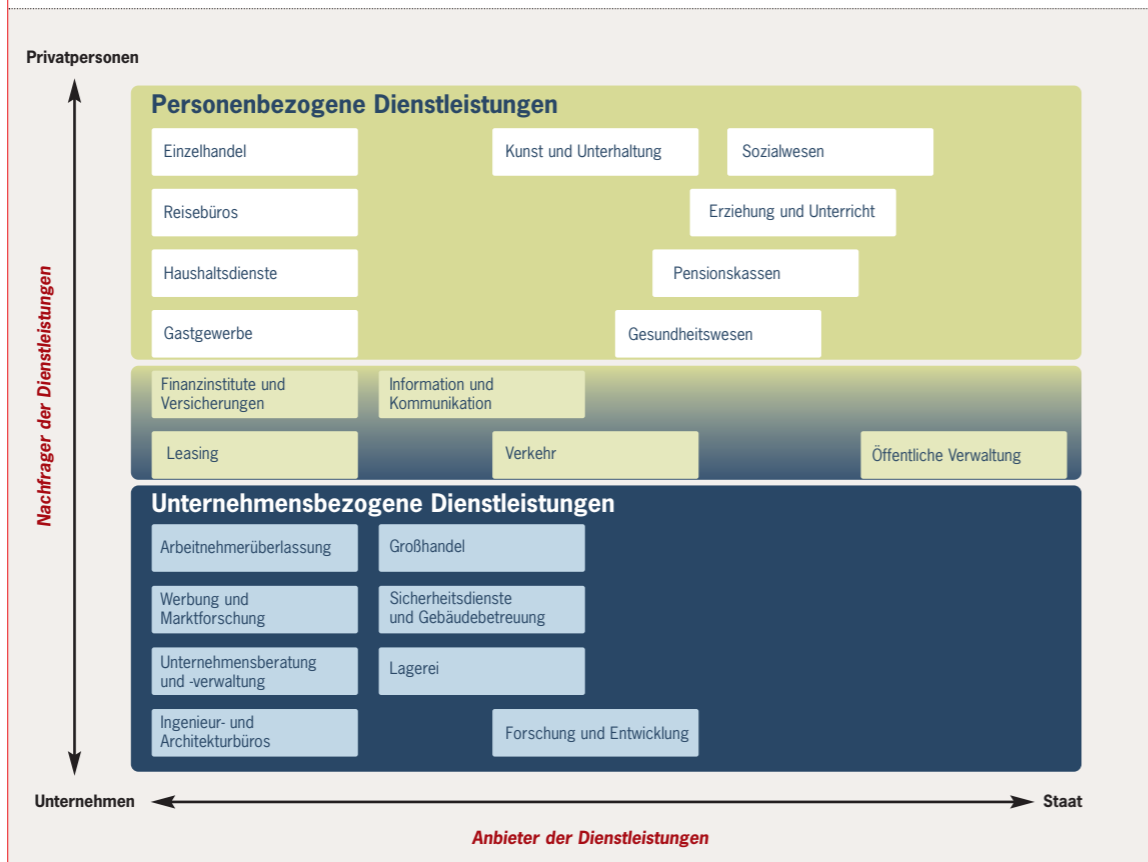 Privatpersonen
Personenbezogene Dienstleistungen
Einzelhandel
Kunst und Unterhaltung
Sozialwesen
Reisebüros
Erziehung und Unterricht
Haushaltsdienste
Pensionskassen
Gastgewerbe
Gesundheitswesen
Nachfrager der Dienstleistungen
Finanzinstitute und
Versicherungen
Information und
Kommunikation
Leasing
Verkehr
Öffentliche Verwaltung
Unternehmensbezogene Dienstleistungen
Arbeitnehmerüberlassung
Großhandel
Werbung und
Marktforschung
Sicherheitsdienste
und Gebäudebetreuung
Unternehmensberatung
und -verwaltung
Lagerei
Ingenieur- und
Architekturbüros
Forschung und Entwicklung
Unternehmen
Staat
Anbieter der Dienstleistungen